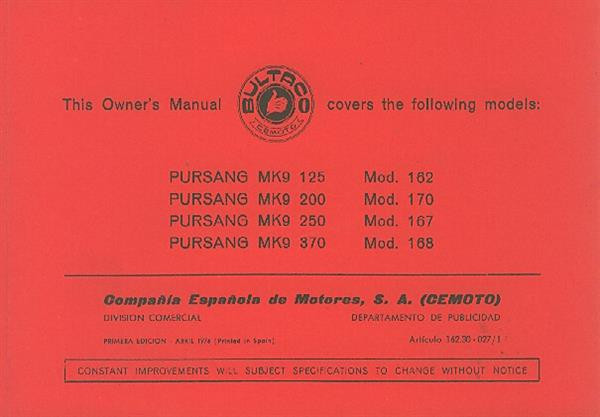 This Owner's Manual BULTACO CEMOTO covers the following models:
PURSANG MK9 125 Mod. 162
PURSANG MK9 200 Mod. 170
PURSANG MK9 250 Mod. 167
PURSANG MK9 370 Mod. 168
Compañía Española de Motores, S. A. (CEMOTO)
DIVISION COMERCIAL DEPARTAMENTO DE PUBLICIDAD
PRIMERA EDICION - ABRIL 1976 (Printed in Spain) Artículo 162.30 - 027/1
CONSTANT IMPROVEMENTS WILL SUBJECT SPECIFICATIONS TO CHANGE WITHOUT NOTICE